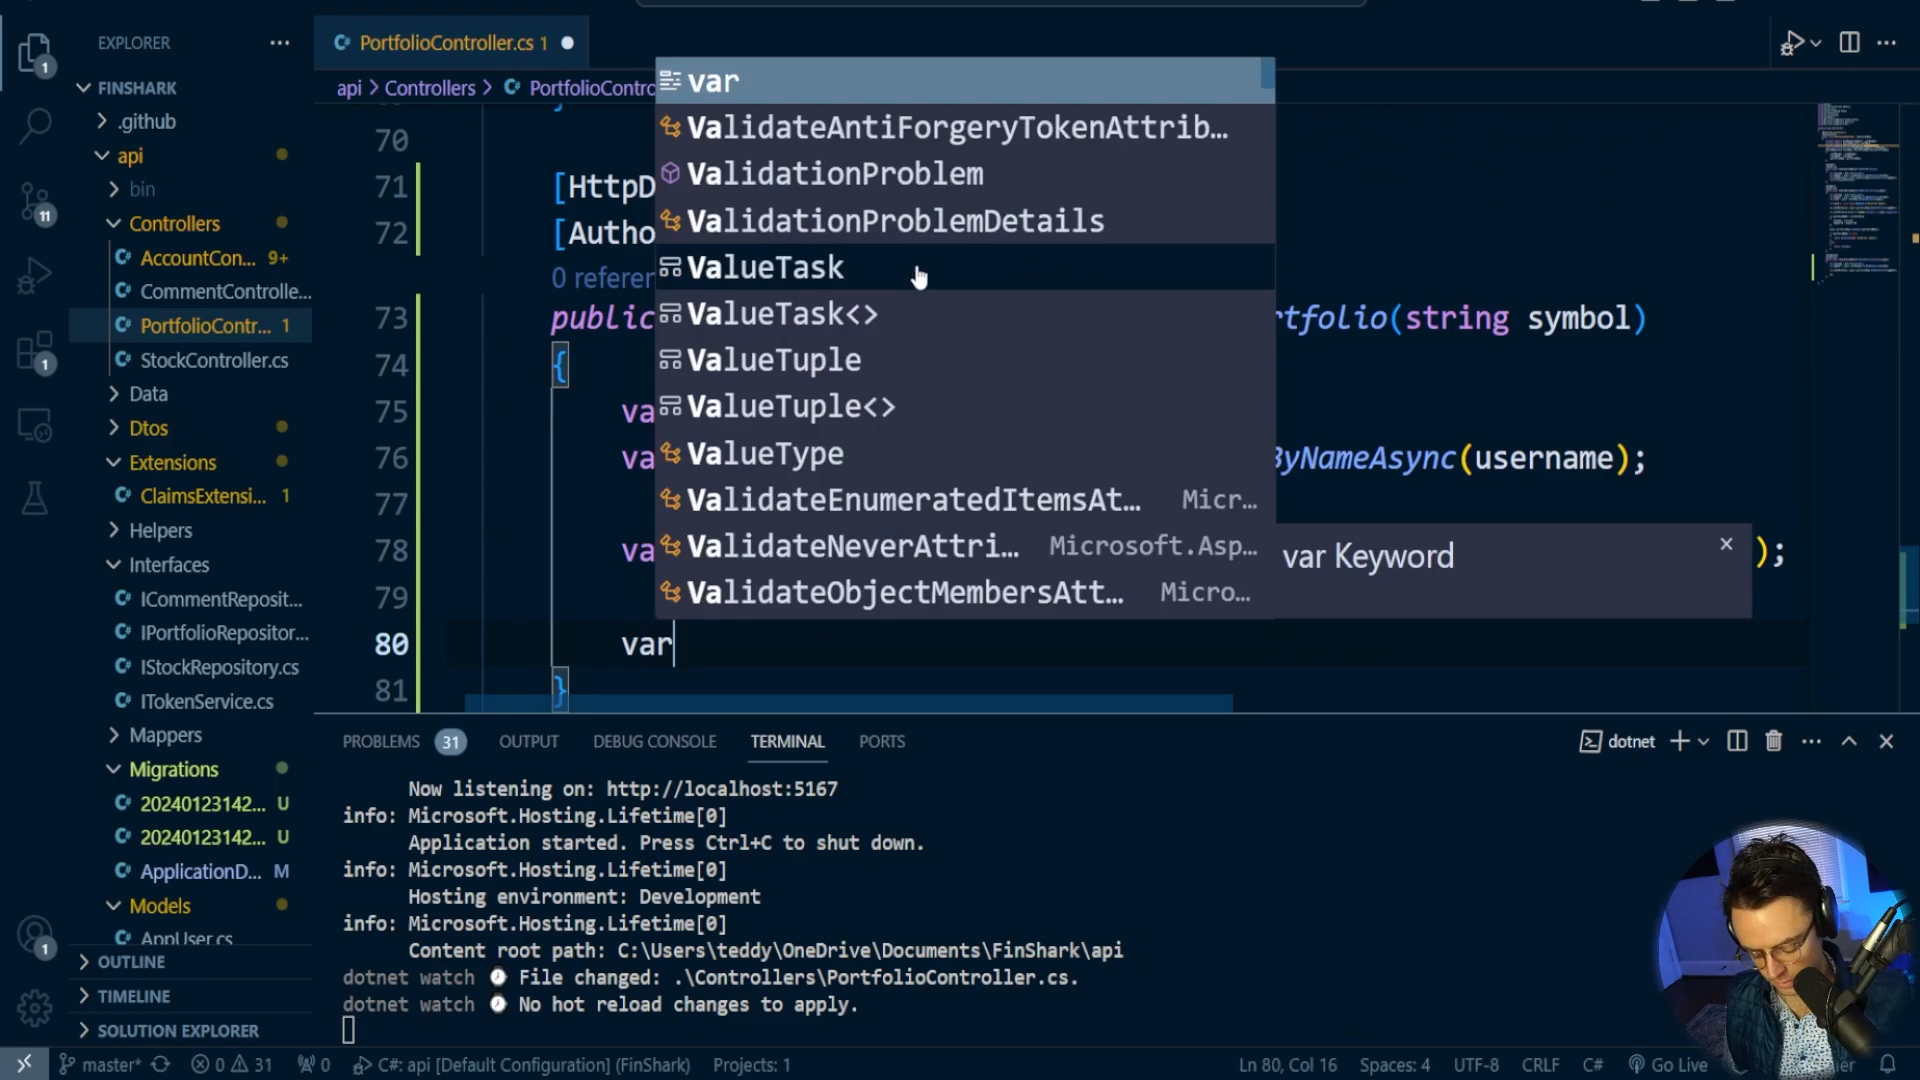 EXPLORER
FINSHARK
.github
api
bin
Controllers
AccountCon... 9+
CommentControlle...
PortfolioContr... 1
StockController.cs
Data
Dtos
Extensions
ClaimsExtensi... 1
Helpers
Interfaces
ICommentReposit...
IPortfolioRepositor...
IStockRepository.cs
ITokenService.cs
Mappers
Migrations
20240123142... U
20240123142... U
ApplicationD... M
Models
AppUser.cs
OUTLINE
TIMELINE
SOLUTION EXPLORER
1
11
1
1
PortfolioController.cs 1
api > Controllers > PortfolioContro
70 }
71 [HttpD
72 [Autho
0 referen
73 public rtfolio(string symbol)
74 {
75 va
76 va ByNameAsync(username);
77
78 va );
79
80 var
81 }
var
ValidateAntiForgeryTokenAttrib...
ValidationProblem
ValidationProblemDetails
ValueTask
ValueTask<>
ValueTuple
ValueTuple<>
ValueType
ValidateEnumeratedItemsAt... Micr...
ValidateNeverAttri... Microsoft.Asp...
ValidateObjectMembersAtt... Micro...
var Keyword
PROBLEMS 31 OUTPUT DEBUG CONSOLE TERMINAL PORTS
dotnet
Now listening on: http://localhost:5167
info: Microsoft.Hosting.Lifetime[0]
Application started. Press Ctrl+C to shut down.
info: Microsoft.Hosting.Lifetime[0]
Hosting environment: Development
info: Microsoft.Hosting.Lifetime[0]
Content root path: C:\Users\teddy\OneDrive\Documents\FinShark\api
dotnet watch ⌚ File changed: .\Controllers\PortfolioController.cs.
dotnet watch ⌚ No hot reload changes to apply.
master* 0 31 0 C#: api [Default Configuration] (FinShark) Projects: 1 Ln 80, Col 16 Spaces: 4 UTF-8 CRLF C# Go Live